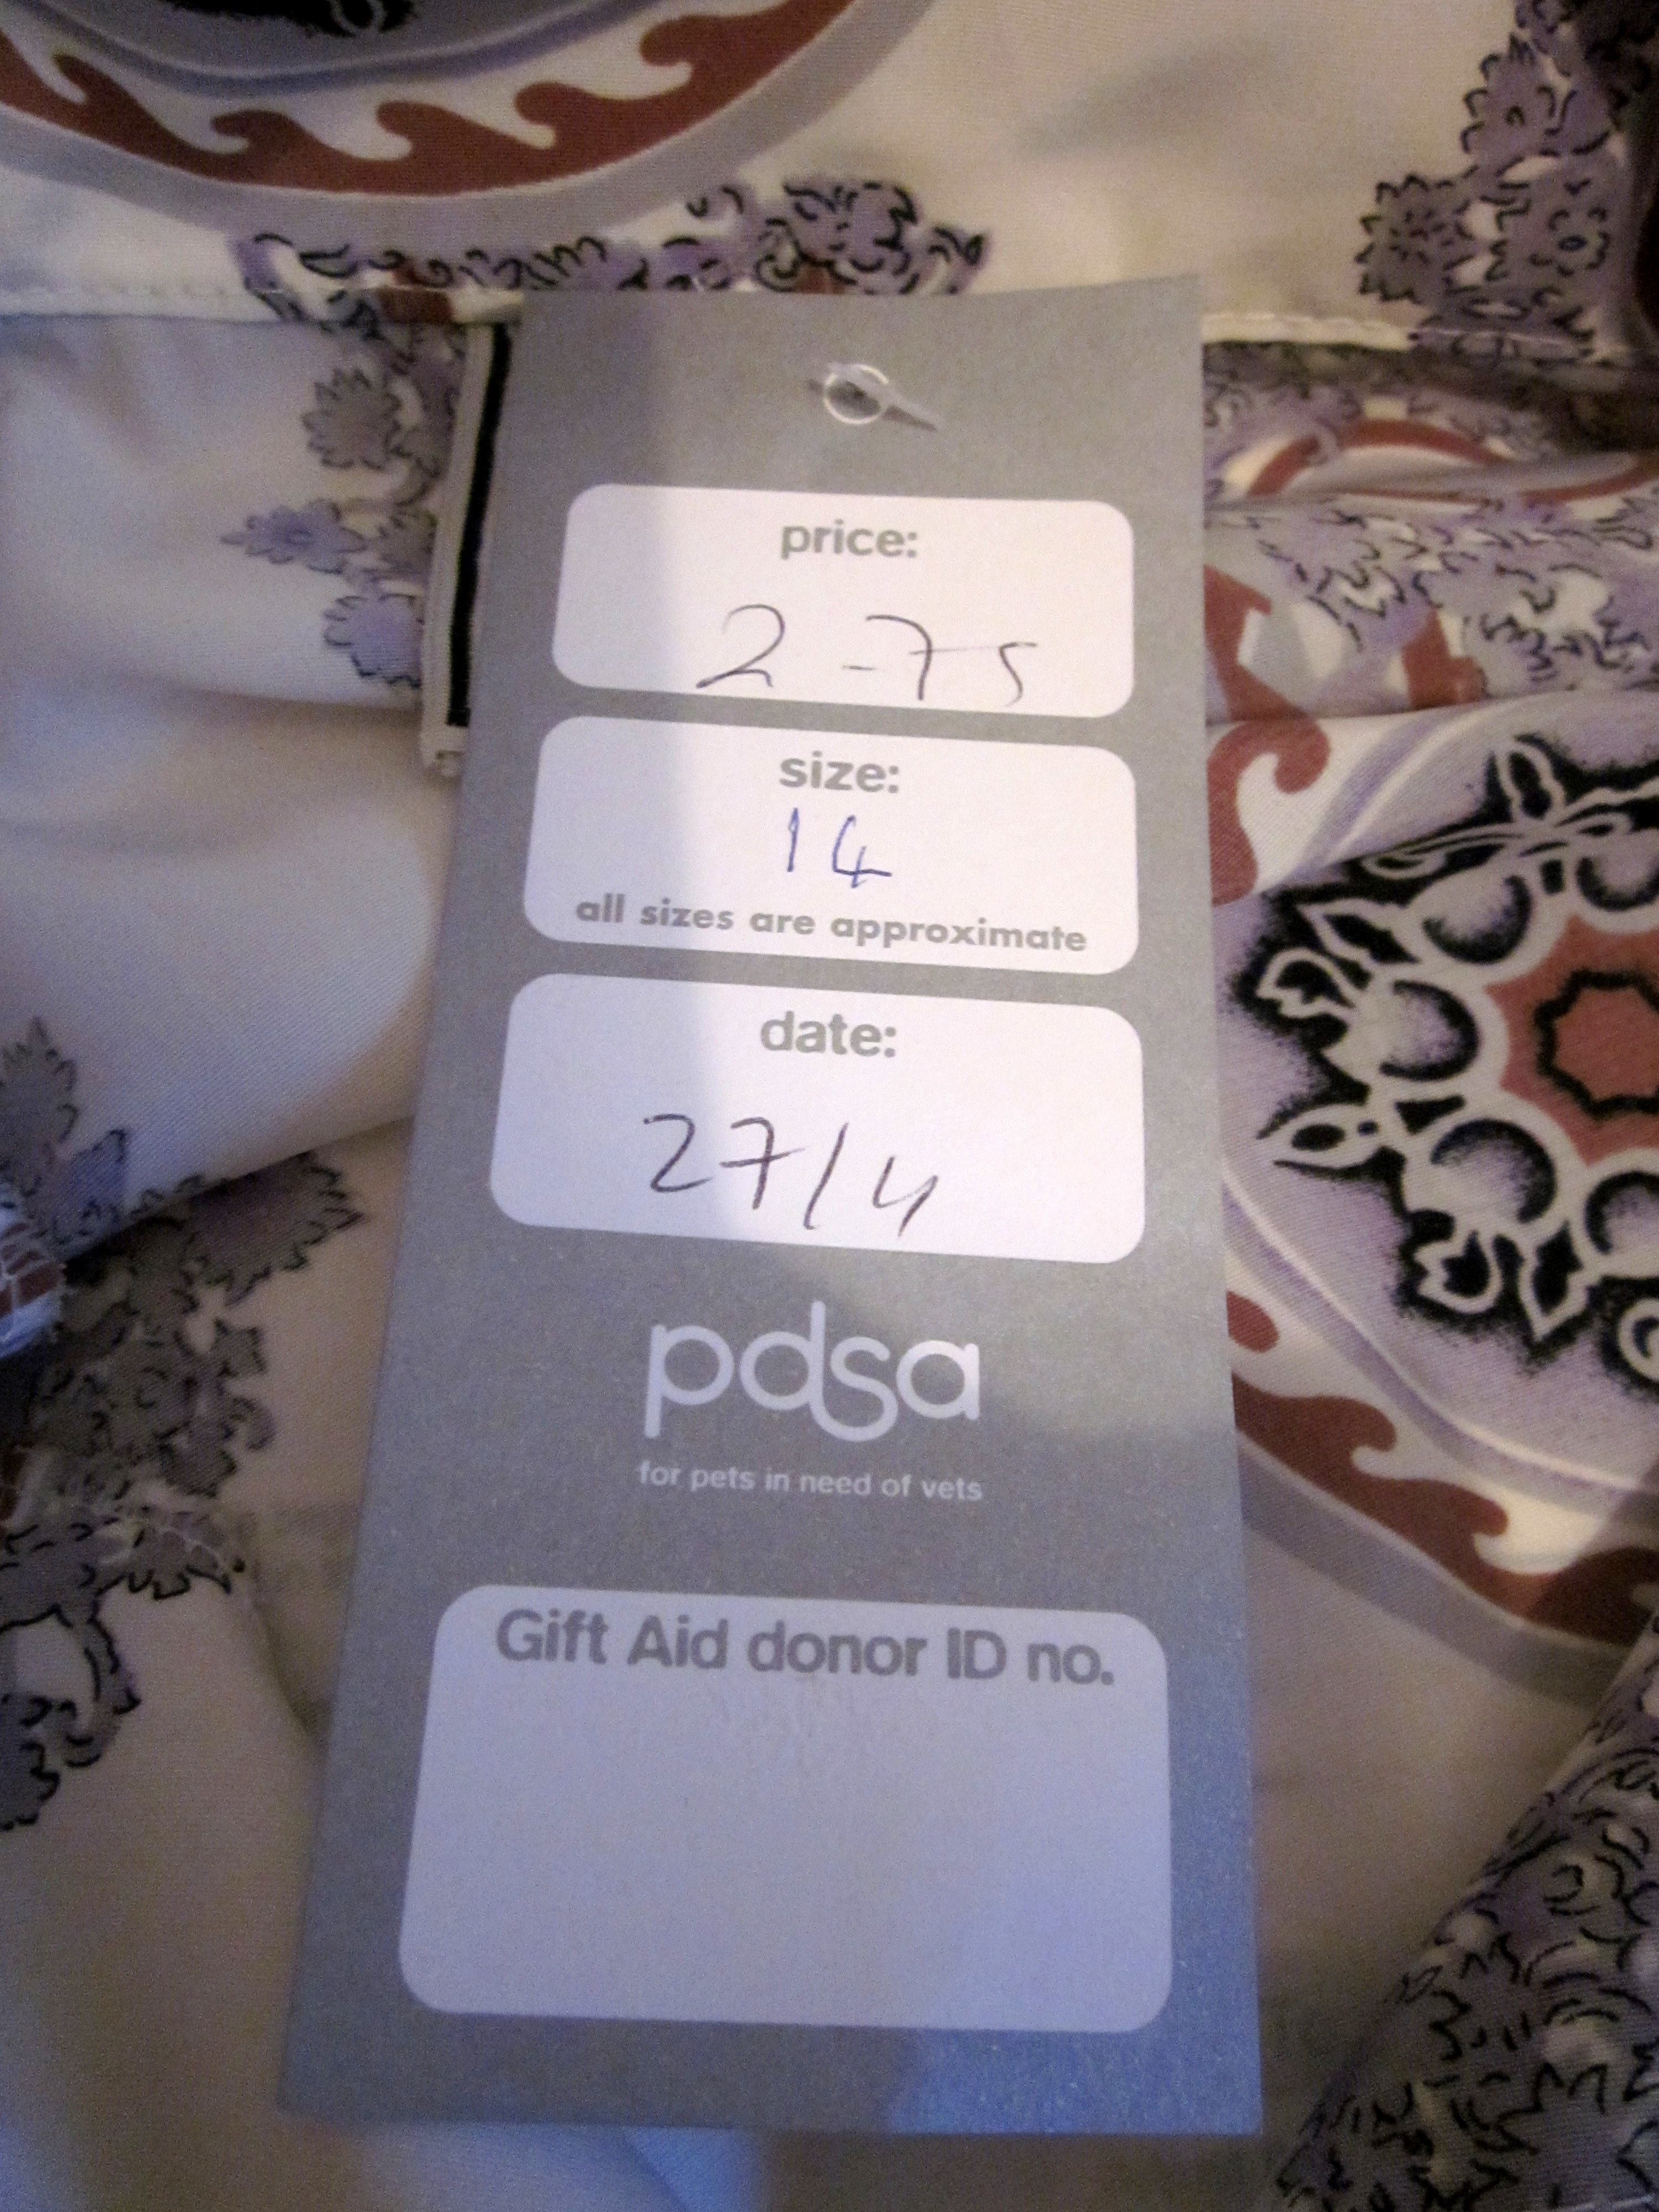 price:
2-75
size:
14
all sizes are approximate
date:
27/4
pdsa
for pets in need of vets
Gift Aid donor ID no.